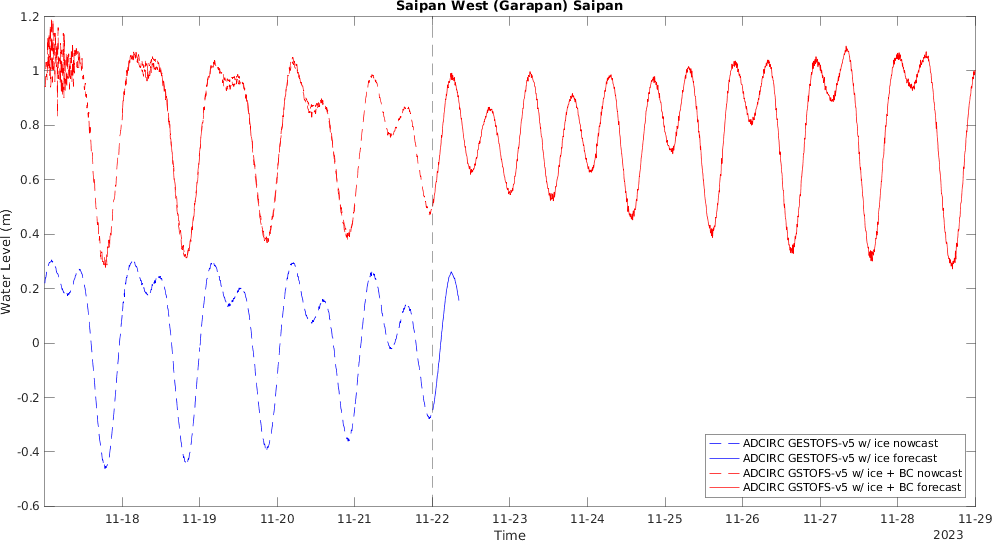 Saipan West (Garapan) Saipan
Water Level (m)
1.2
1
0.8
0.6
0.4
0.2
0
-0.2
-0.4
-0.6
ADCIRC GESTOFS-v5 w/ ice nowcast
ADCIRC GESTOFS-v5 w/ ice forecast
ADCIRC GSTOFS-v5 w/ ice + BC nowcast
ADCIRC GSTOFS-v5 w/ ice + BC forecast
11-18 11-19 11-20 11-21 11-22 11-23 11-24 11-25 11-26 11-27 11-28 11-29
Time
2023